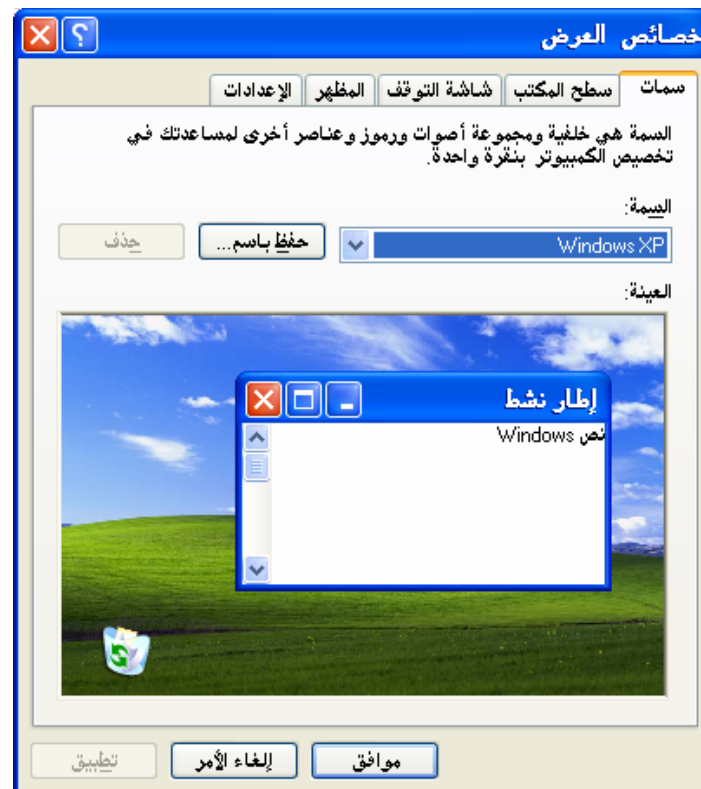 خصائص العرض
سمات سطح المكتب شاشة التوقف المظهر الإعدادات
السمة هي خلفية ومجموعة أصوات ورموز وعناصر أخرى لمساعدتك في
تخصيص الكمبيوتر بنقرة واحدة.
السمة:
Windows XP حفظ باسم... حذف
العينة:
إطار نشط
نص Windows
موافق إلغاء الأمر تطبيق